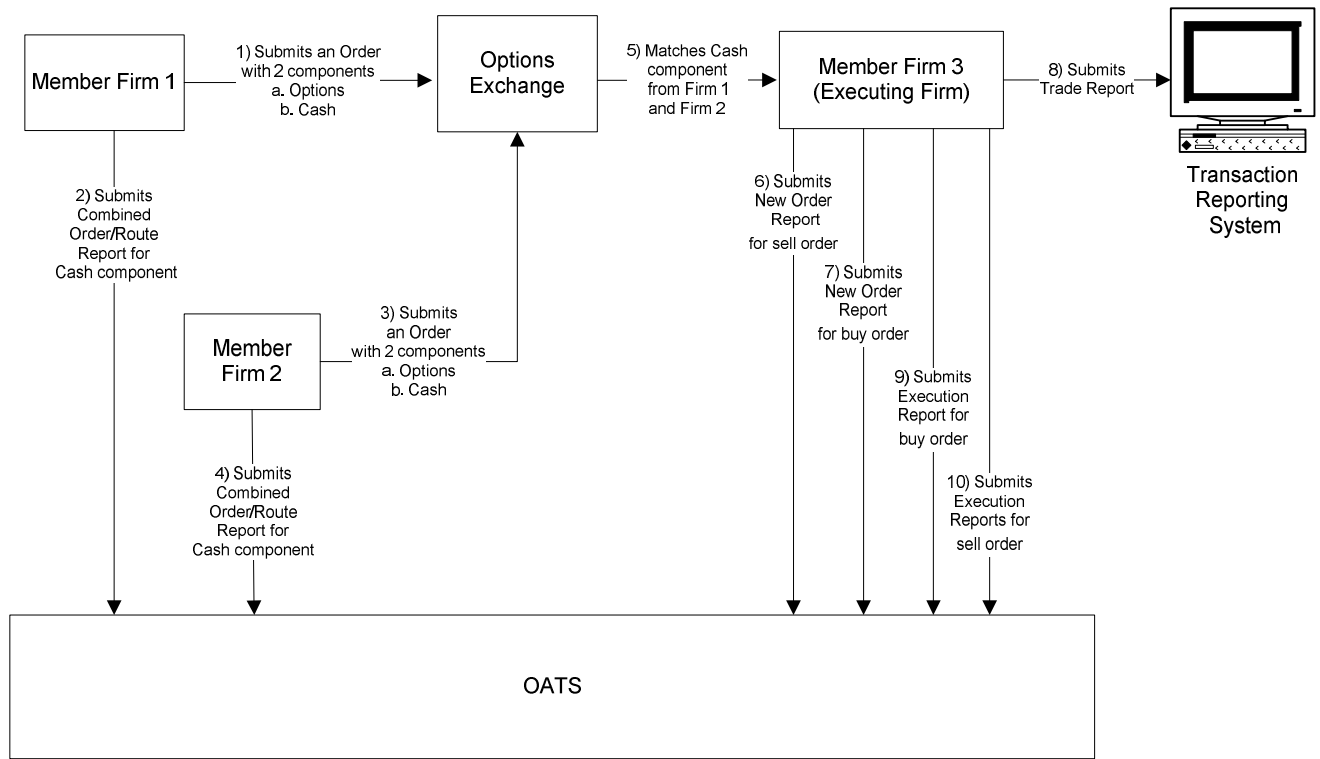 Member Firm 1
1) Submits an Order
with 2 components
a. Options
b. Cash
Options
Exchange
5) Matches Cash
component
from Firm 1
and Firm 2
Member Firm 3
(Executing Firm)
8) Submits
Trade Report
Transaction
Reporting
System
2) Submits
Combined
Order/Route
Report for
Cash component
6) Submits
New Order
Report
for sell order
7) Submits
New Order
Report
for buy order
Member
Firm 2
3) Submits
an Order
with 2 components
a. Options
b. Cash
9) Submits
Execution
Report for
buy order
4) Submits
Combined
Order/Route
Report for
Cash component
10) Submits
Execution
Reports for
sell order
OATS